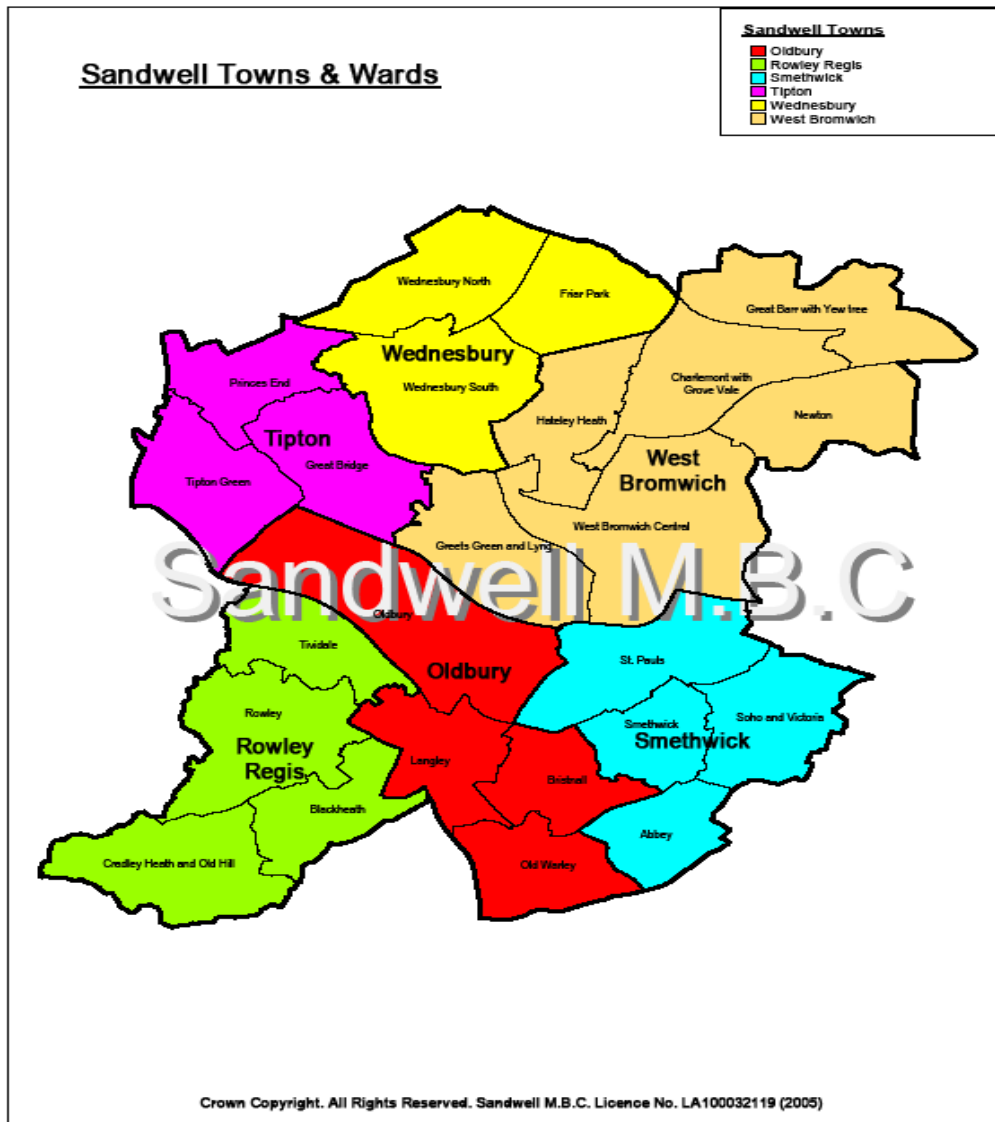 Sandwell Towns & Wards
Sandwell Towns
Oldbury
Rowley Regis
Smethwick
Tipton
Wednesbury
West Bromwich
Wednesbury North
Friar Park
Great Barr with Yew tree
Wednesbury
Princes End
Wednesbury South
Charlemont with
Grove Vale
Hateley Heath
Newton
Tipton
Great Bridge
West
Bromwich
Tipton Green
West Bromwich Central
Greets Green and Lyng
Sandwell M.B.C
Oldbury
Tividale
St. Pauls
Oldbury
Rowley
Smethwick
Soho and Victoria
Rowley
Regis
Smethwick
Langley
Bristnall
Blackheath
Abbey
Cradley Heath and Old Hill
Old Warley
Crown Copyright. All Rights Reserved. Sandwell M.B.C. Licence No. LA100032119 (2005)